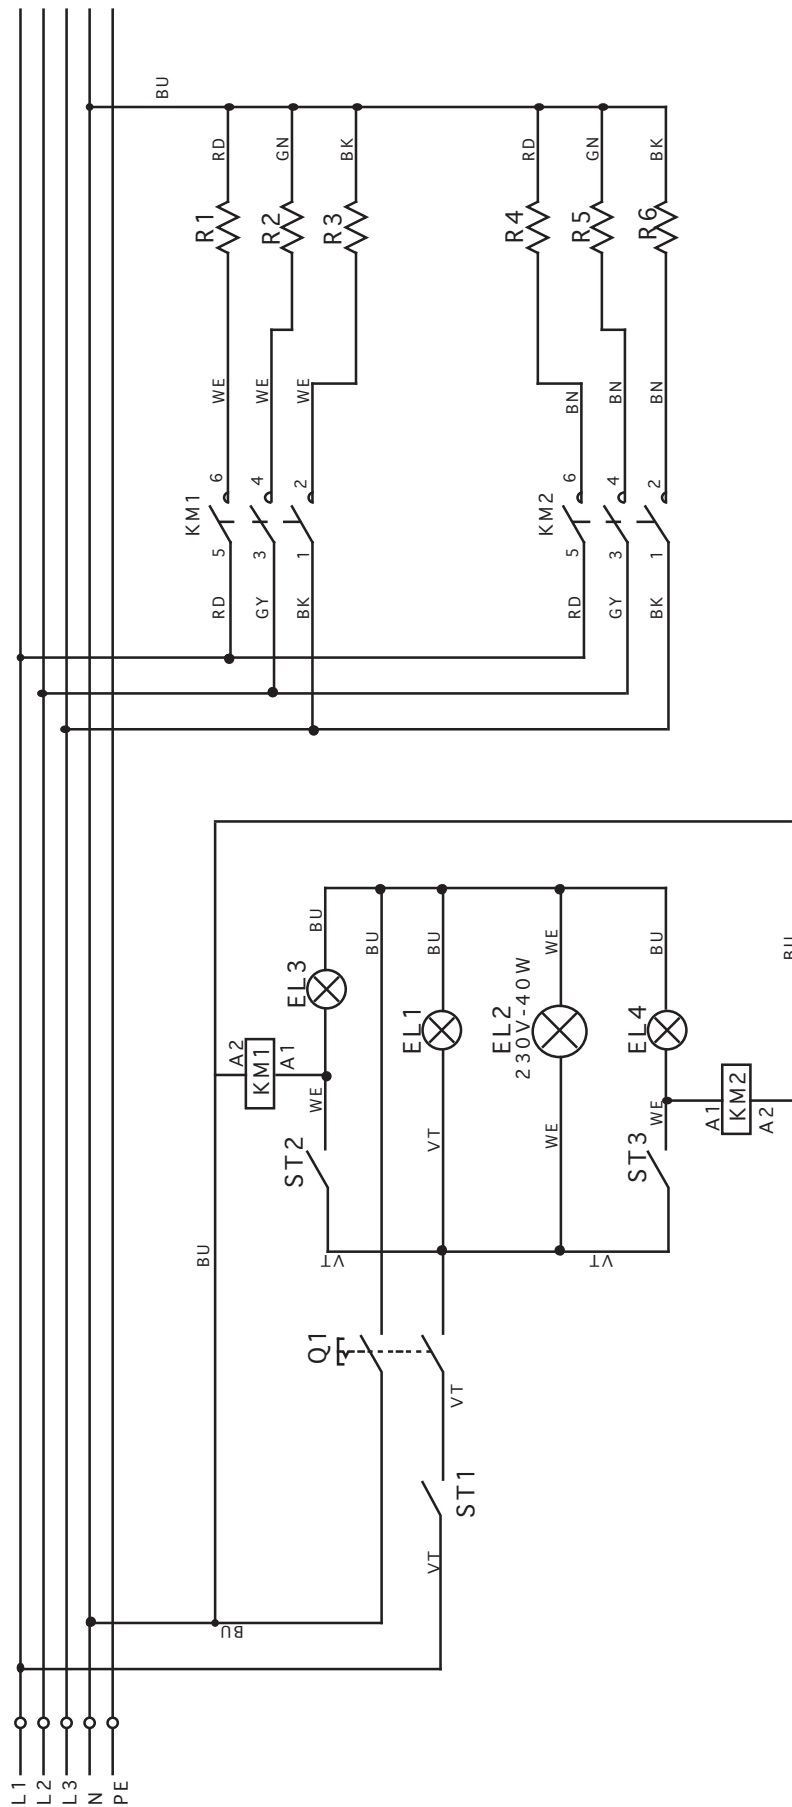 BU
RD
GN
BK
RD
GN
BK
R1
R2
R3
R4
R5
R6
WE
WE
WE
BN
BN
BN
KM1
6
4
2
KM2
6
4
2
5
3
1
5
3
1
RD
GY
BK
RD
GY
BK
BU
BU
BU
WE
BU
BU
EL3
EL1
EL2
230V-40W
EL4
A2
KM1
A1
A1
KM2
A2
WE
WE
ST2
VT
WE
ST3
BU
VT
VT
Q1
VT
ST1
VT
BU
L1
L2
L3
N
PE